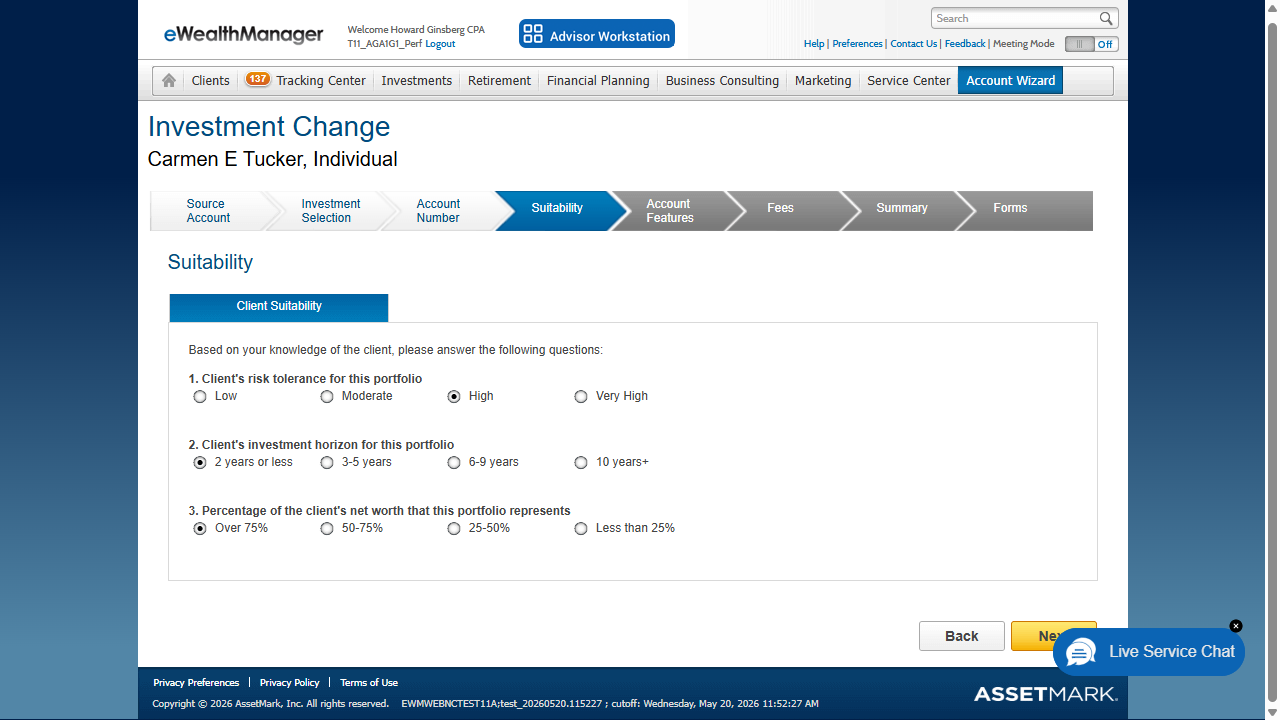 eWealthManager
Welcome Howard Ginsberg CPA
T11_AGA1G1_Perf Logout
Advisor Workstation
Search
Help | Preferences | Contact Us | Feedback | Meeting Mode
Off
Clients
137
Tracking Center
Investments
Retirement
Financial Planning
Business Consulting
Marketing
Service Center
Account Wizard
Investment Change
Carmen E Tucker, Individual
Source
Account
Investment
Selection
Account
Number
Suitability
Account
Features
Fees
Summary
Forms
Suitability
Client Suitability
Based on your knowledge of the client, please answer the following questions:
1. Client's risk tolerance for this portfolio
Low
Moderate
High
Very High
2. Client's investment horizon for this portfolio
2 years or less
3-5 years
6-9 years
10 years+
3. Percentage of the client's net worth that this portfolio represents
Over 75%
50-75%
25-50%
Less than 25%
Back
Live Service Chat
Privacy Preferences | Privacy Policy | Terms of Use
Copyright © 2026 AssetMark, Inc. All rights reserved. EWMWEBNCTEST11A;test_20260520.115227 ; cutoff: Wednesday, May 20, 2026 11:52:27 AM
ASSETMARK.